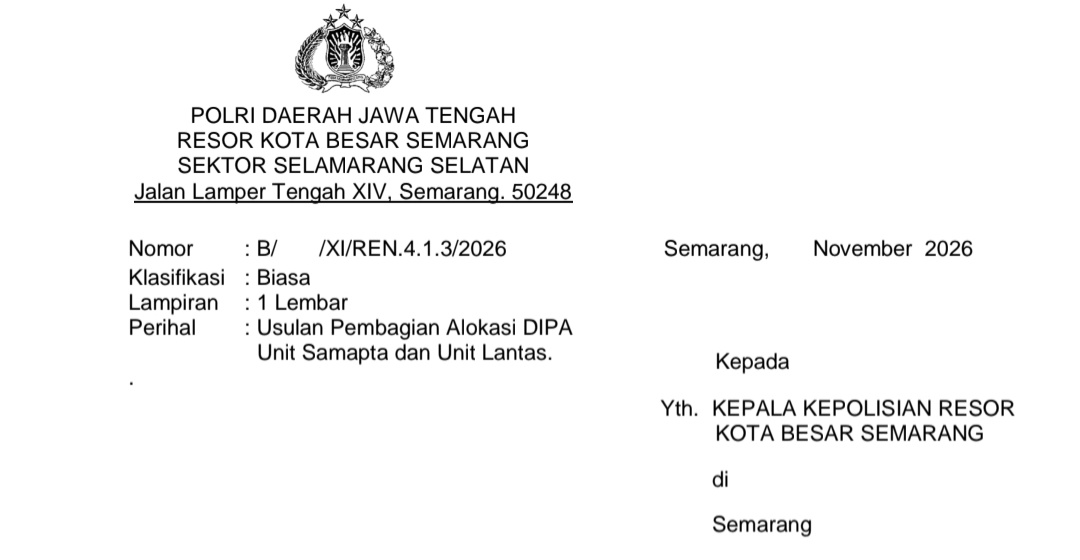 POLRI DAERAH JAWA TENGAH
RESOR KOTA BESAR SEMARANG
SEKTOR SELAMARANG SELATAN
Jalan Lamper Tengah XIV, Semarang. 50248
Nomor : B/ /XI/REN.4.1.3/2026
Semarang, November 2026
Klasifikasi : Biasa
Lampiran : 1 Lembar
Perihal : Usulan Pembagian Alokasi DIPA
Unit Samapta dan Unit Lantas.
.
Kepada
Yth. KEPALA KEPOLISIAN RESOR
KOTA BESAR SEMARANG
di
Semarang